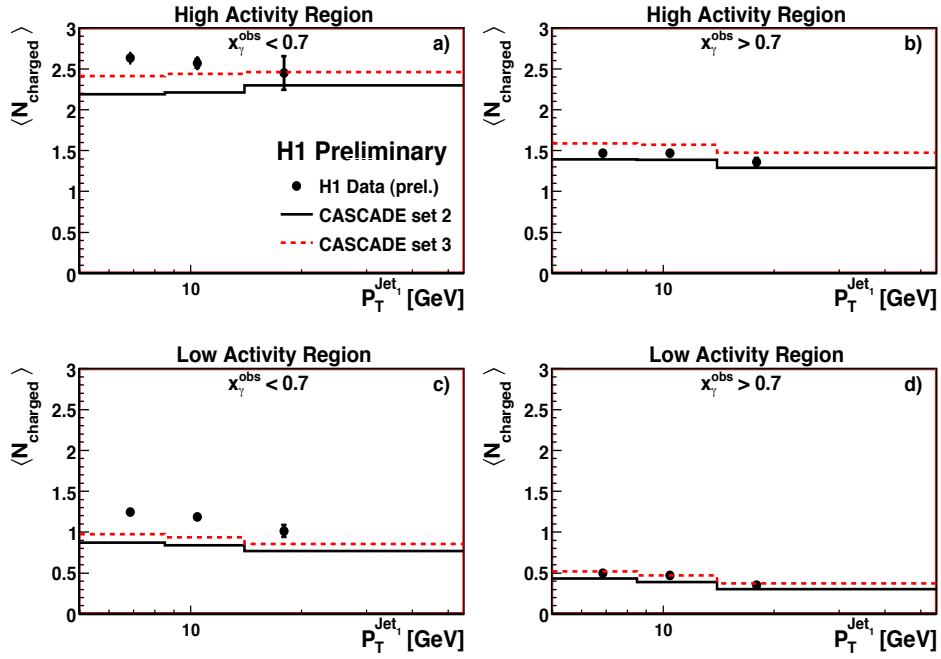 High Activity Region
x_γ^obs < 0.7
a)
⟨N_charged⟩
3
2.5
2
1.5
1
0.5
0
H1 Preliminary
H1 Data (prel.)
CASCADE set 2
CASCADE set 3
10
P_T^Jet_1 [GeV]
High Activity Region
x_γ^obs > 0.7
b)
⟨N_charged⟩
3
2.5
2
1.5
1
0.5
0
10
P_T^Jet_1 [GeV]
Low Activity Region
x_γ^obs < 0.7
c)
⟨N_charged⟩
3
2.5
2
1.5
1
0.5
0
10
P_T^Jet_1 [GeV]
Low Activity Region
x_γ^obs > 0.7
d)
⟨N_charged⟩
3
2.5
2
1.5
1
0.5
0
10
P_T^Jet_1 [GeV]